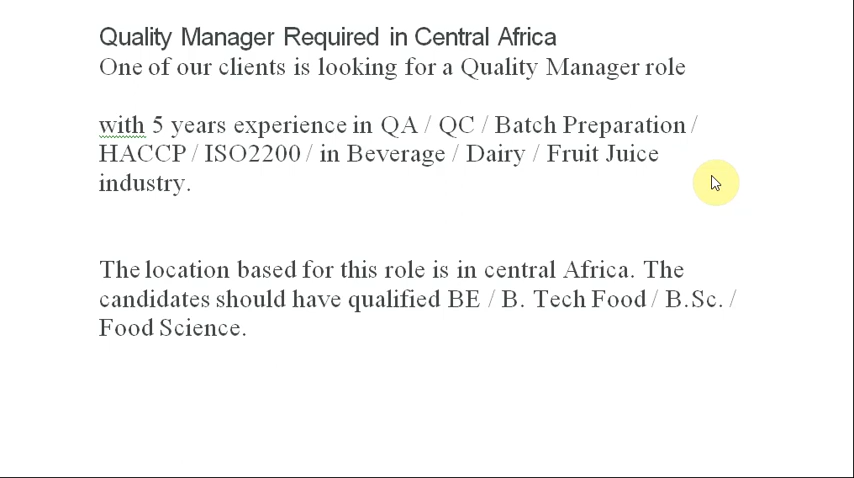 Quality Manager Required in Central Africa
One of our clients is looking for a Quality Manager role
with 5 years experience in QA / QC / Batch Preparation /
HACCP / ISO2200 / in Beverage / Dairy / Fruit Juice
industry.
The location based for this role is in central Africa. The
candidates should have qualified BE / B. Tech Food / B.Sc. /
Food Science.